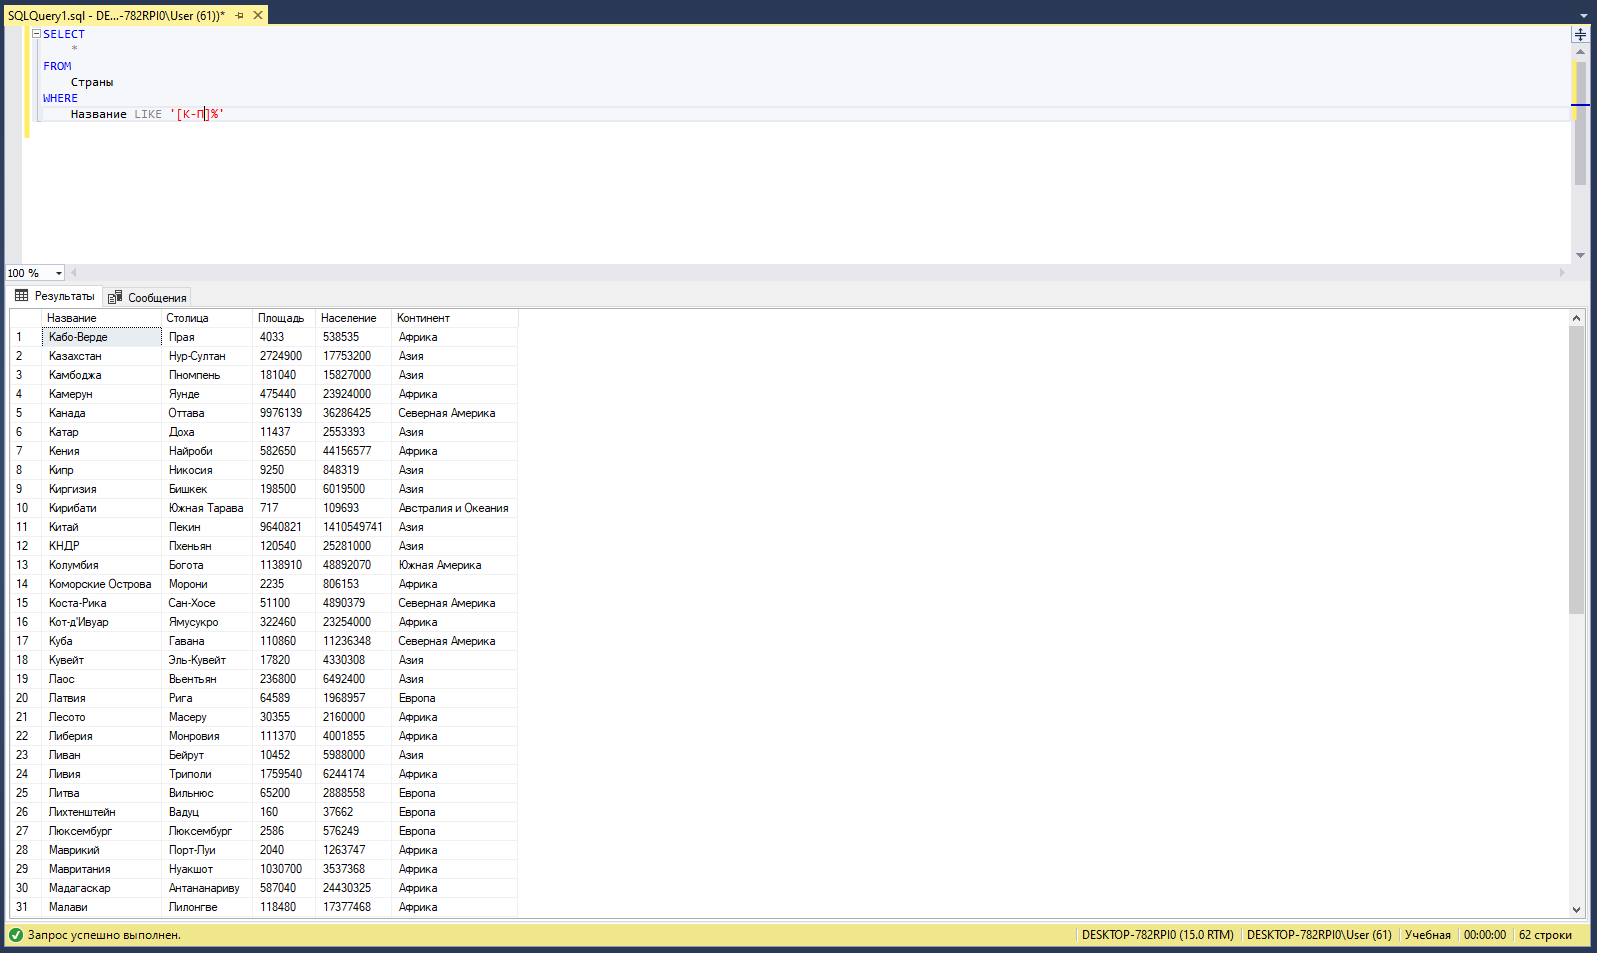 SQLQuery1.sql - DE...-782RPI0\User (61))*
SELECT
*
FROM
Страны
WHERE
Название LIKE '[К-П]%'
100 %
Результаты Сообщения
Название Столица Площадь Население Континент
1 Кабо-Верде Прая 4033 538535 Африка
2 Казахстан Нур-Султан 2724900 17753200 Азия
3 Камбоджа Пномпень 181040 15827000 Азия
4 Камерун Яунде 475440 23924000 Африка
5 Канада Оттава 9976139 36286425 Северная Америка
6 Катар Доха 11437 2553393 Азия
7 Кения Найроби 582650 44156577 Африка
8 Кипр Никосия 9250 848319 Азия
9 Киргизия Бишкек 198500 6019500 Азия
10 Кирибати Южная Тарава 717 109693 Австралия и Океания
11 Китай Пекин 9640821 1410549741 Азия
12 КНДР Пхеньян 120540 25281000 Азия
13 Колумбия Богота 1138910 48892070 Южная Америка
14 Коморские Острова Морони 2235 806153 Африка
15 Коста-Рика Сан-Хосе 51100 4890379 Северная Америка
16 Кот-д'Ивуар Ямусукро 322460 23254000 Африка
17 Куба Гавана 110860 11236348 Северная Америка
18 Кувейт Эль-Кувейт 17820 4330308 Азия
19 Лаос Вьентьян 236800 6492400 Азия
20 Латвия Рига 64589 1968957 Европа
21 Лесото Масеру 30355 2160000 Африка
22 Либерия Монровия 111370 4001855 Африка
23 Ливан Бейрут 10452 5988000 Азия
24 Ливия Триполи 1759540 6244174 Африка
25 Литва Вильнюс 65200 2888558 Европа
26 Лихтенштейн Вадуц 160 37662 Европа
27 Люксембург Люксембург 2586 576249 Европа
28 Маврикий Порт-Луи 2040 1263747 Африка
29 Мавритания Нуакшот 1030700 3537368 Африка
30 Мадагаскар Антананариву 587040 24430325 Африка
31 Малави Лилонгве 118480 17377468 Африка
Запрос успешно выполнен. DESKTOP-782RPI0 (15.0 RTM) DESKTOP-782RPI0\User (61) Учебная 00:00:00 62 строки